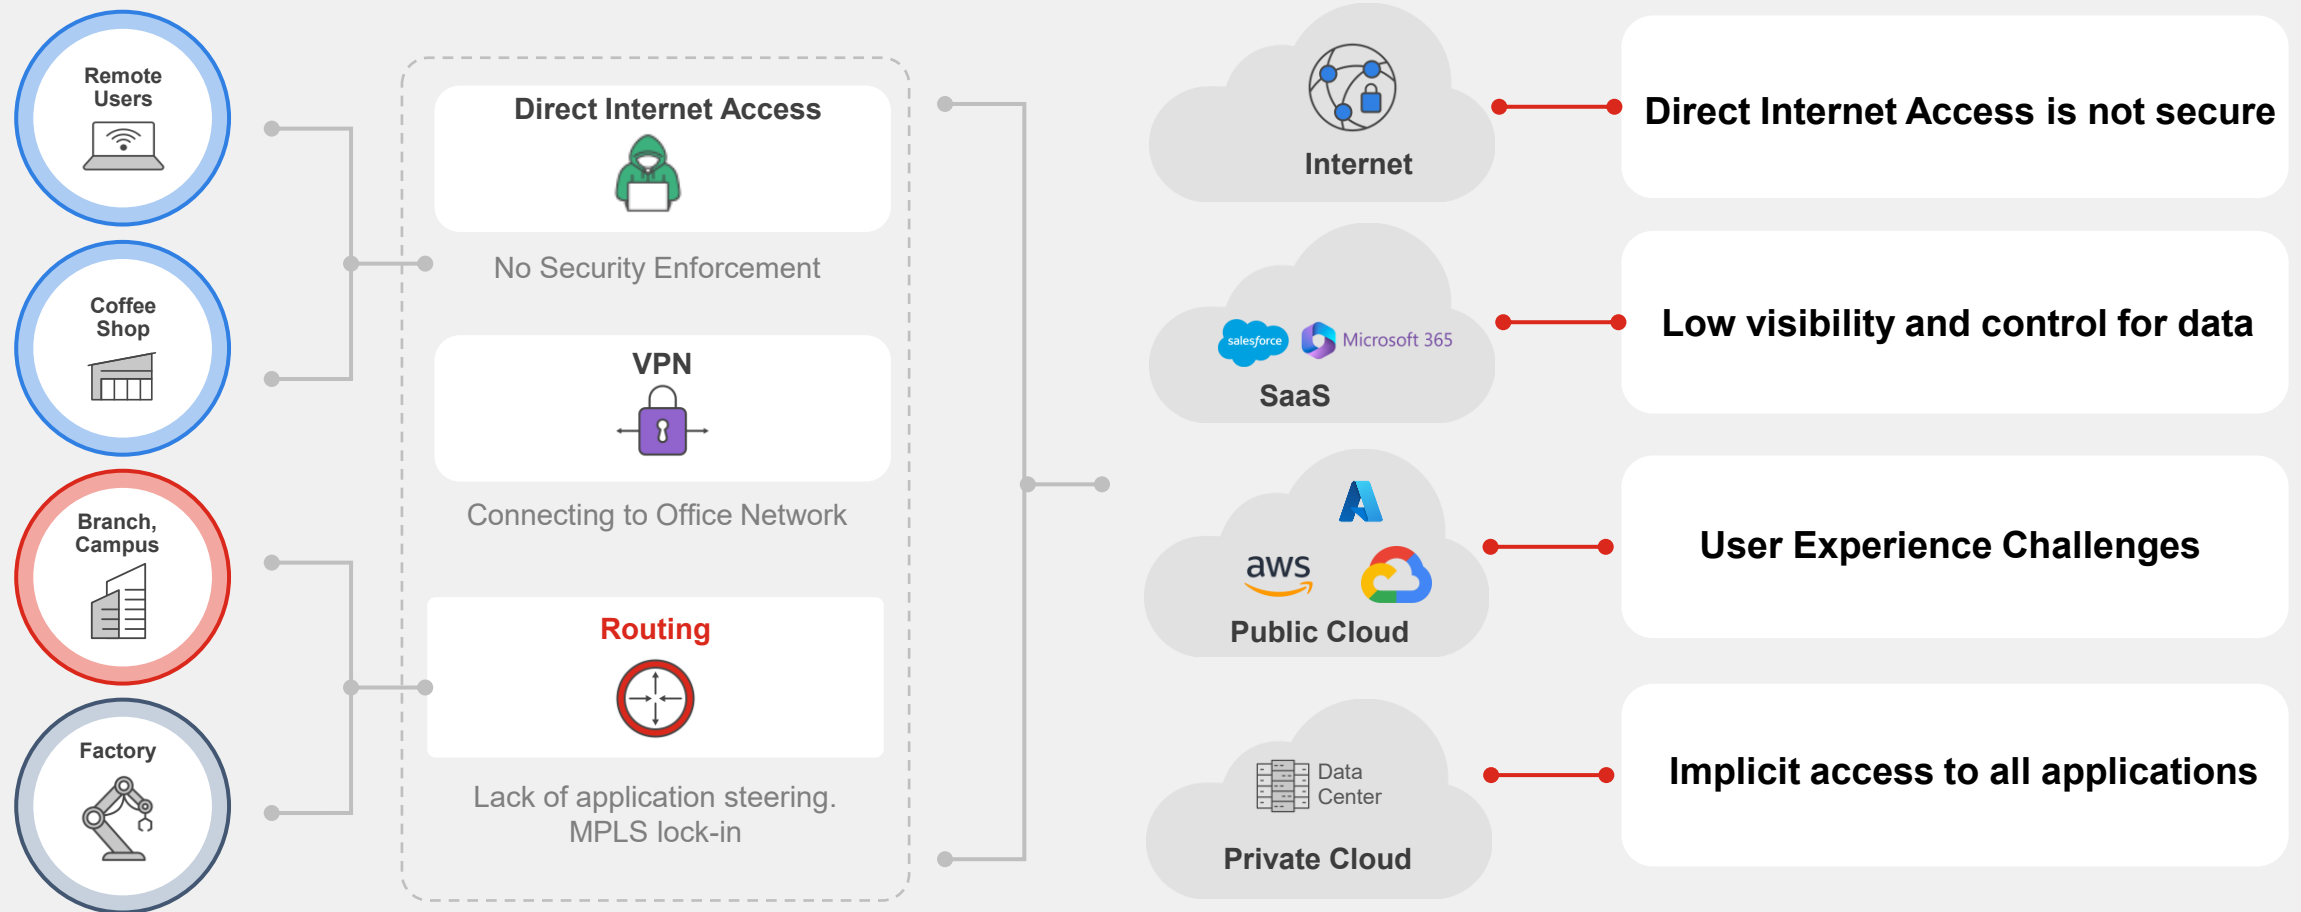 Remote
Users
Coffee
Shop
Branch,
Campus
Factory
Direct Internet Access
No Security Enforcement
VPN
Connecting to Office Network
Routing
Lack of application steering.
MPLS lock-in
Internet
salesforce
Microsoft 365
SaaS
aws
Public Cloud
Data
Center
Private Cloud
Direct Internet Access is not secure
Low visibility and control for data
User Experience Challenges
Implicit access to all applications